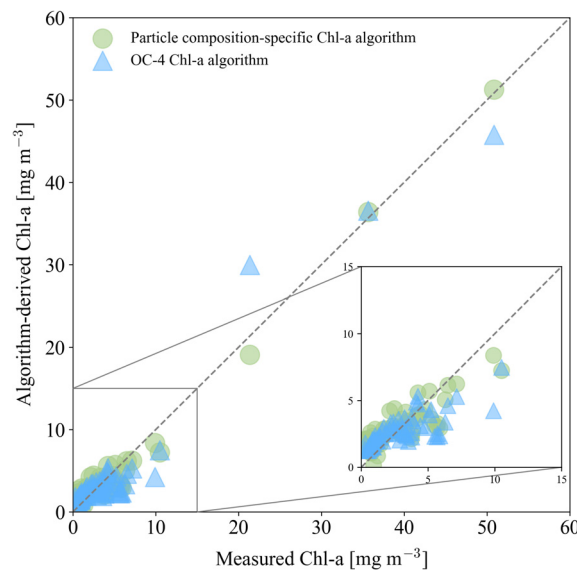 60
Particle composition-specific Chl-a algorithm
OC-4 Chl-a algorithm
50
40
30
20
10
0
Algorithm-derived Chl-a [mg m⁻³]
15
10
5
0
0 5 10 15
0 10 20 30 40 50 60
Measured Chl-a [mg m⁻³]